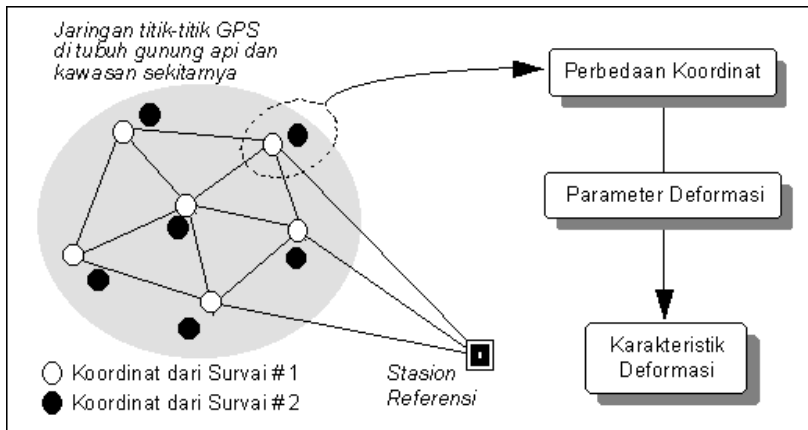 Jaringan titik-titik GPS
di tubuh gunung api dan
kawasan sekitarnya
Perbedaan Koordinat
Parameter Deformasi
Karakteristik
Deformasi
Stasion
Referensi
Koordinat dari Survai #1
Koordinat dari Survai #2